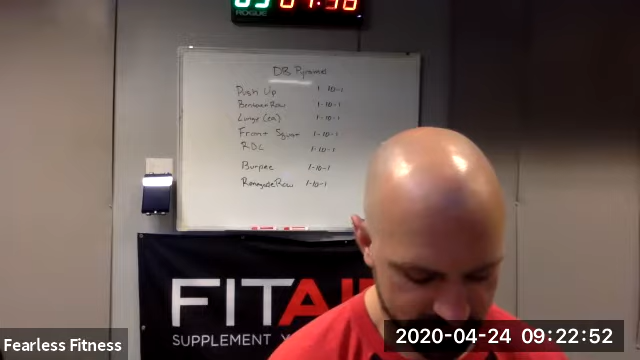 ROGUE
DB Pyramid
Push Up 1-10-1
Bentover Row 1-10-1
Lunge (ea) 1-10-1
Front Squat 1-10-1
RDL 1-10-1
Burpee 1-10-1
Renegade Row 1-10-1
FITAI
SUPPLEMENT Y
Fearless Fitness
2020-04-24 09:22:52